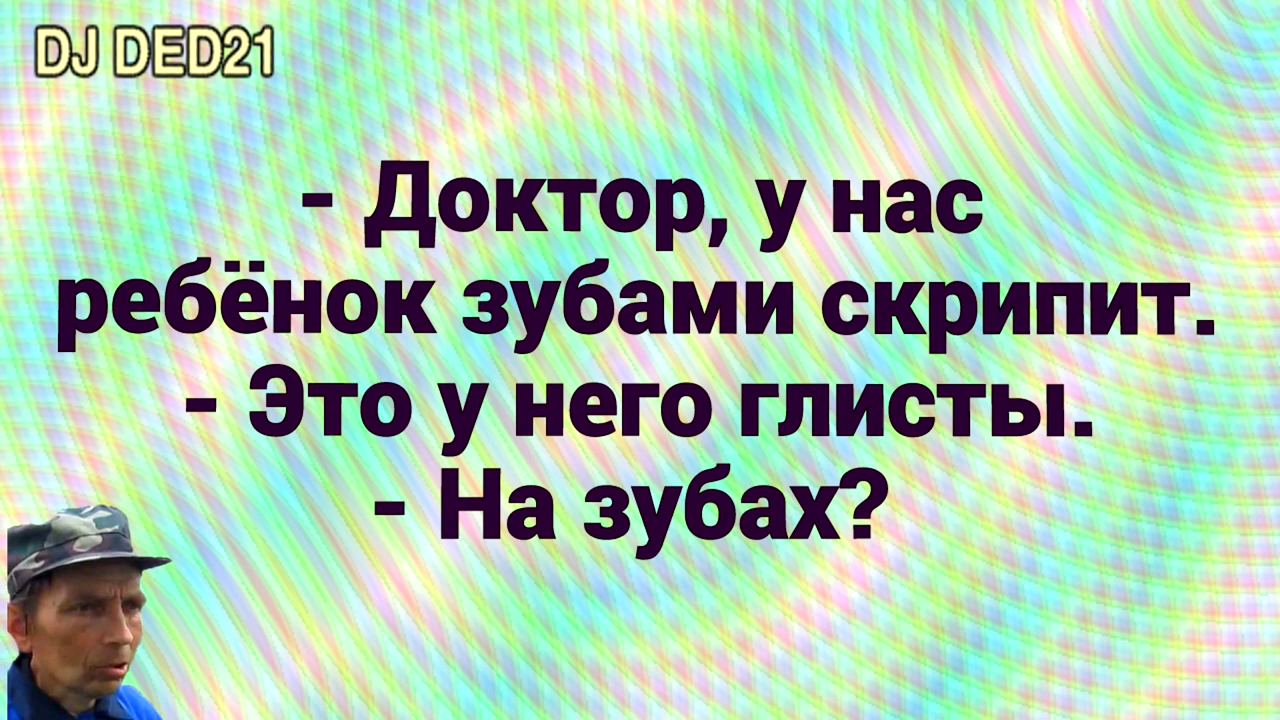 DJ DED21
- Доктор, у нас
ребёнок зубами скрипит.
- Это у него глисты.
- На зубах?